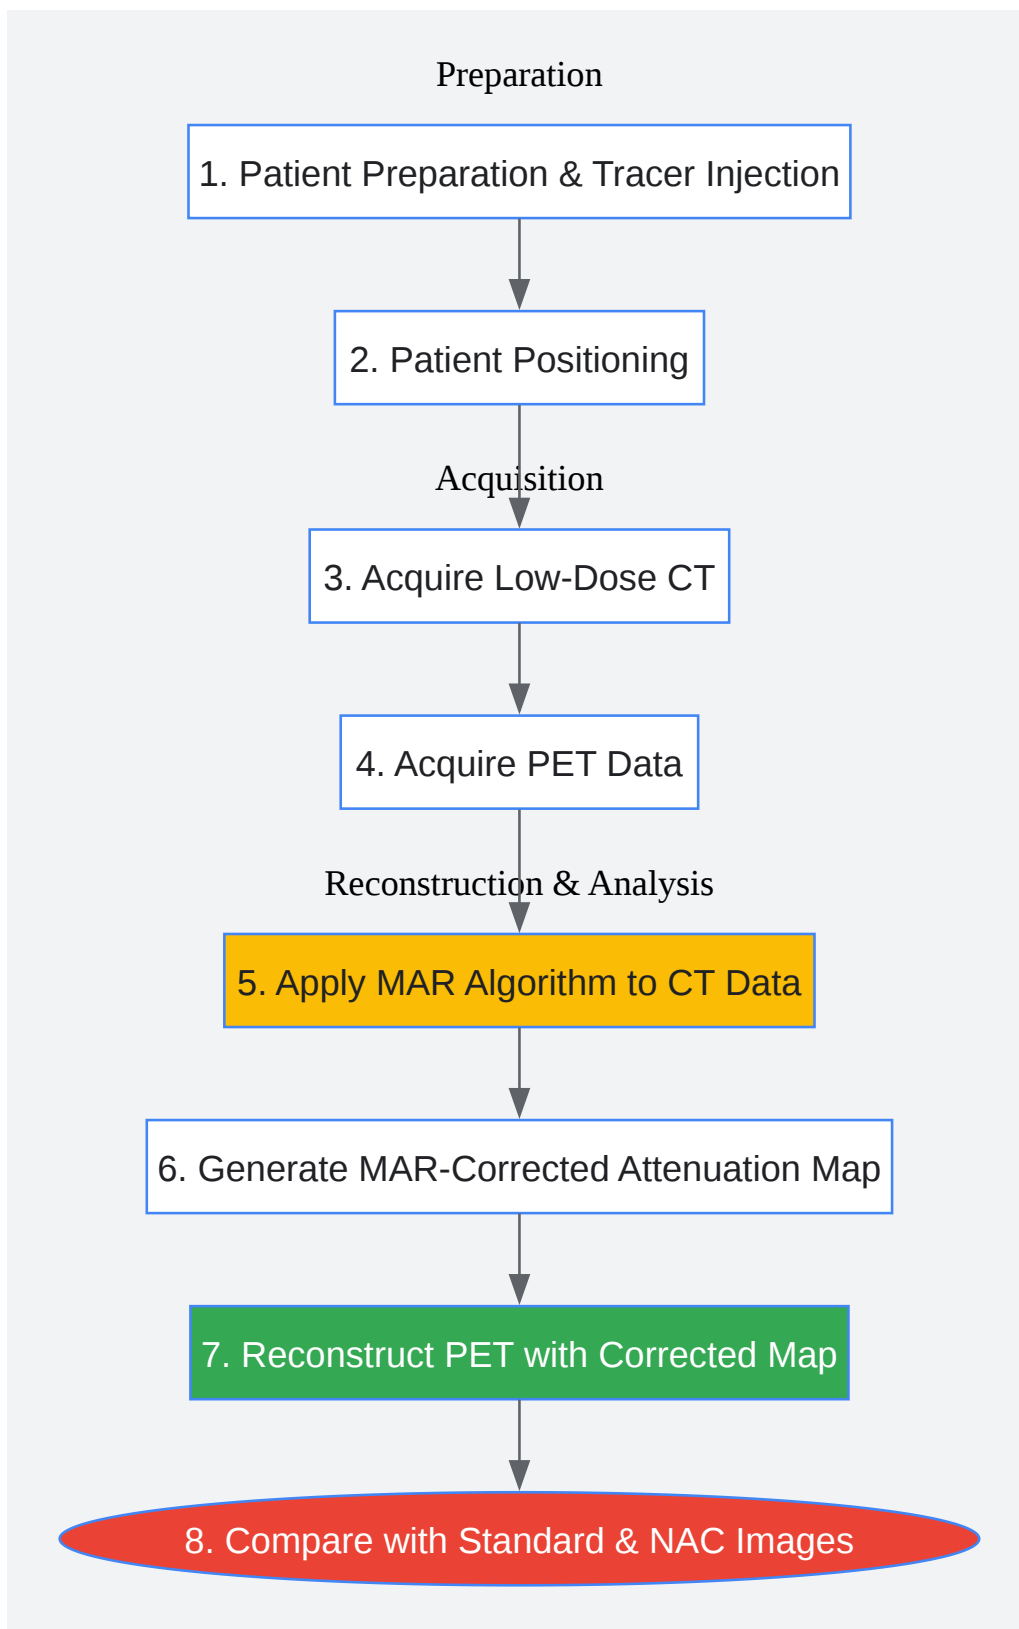 Preparation
1. Patient Preparation & Tracer Injection
2. Patient Positioning
Acquisition
3. Acquire Low-Dose CT
4. Acquire PET Data
Reconstruction & Analysis
5. Apply MAR Algorithm to CT Data
6. Generate MAR-Corrected Attenuation Map
7. Reconstruct PET with Corrected Map
8. Compare with Standard & NAC Images